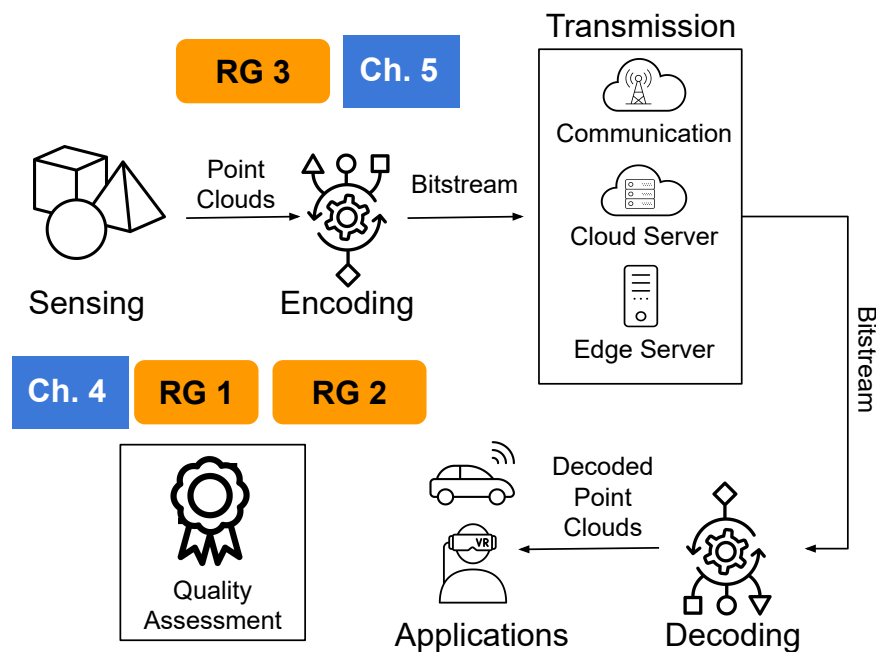 Transmission
RG 3
Ch. 5
Communication
Point
Clouds
Bitstream
Cloud Server
Sensing
Encoding
Edge Server
Bitstream
Ch. 4
RG 1
RG 2
Decoded
Point
Clouds
VR
Quality
Assessment
Applications
Decoding